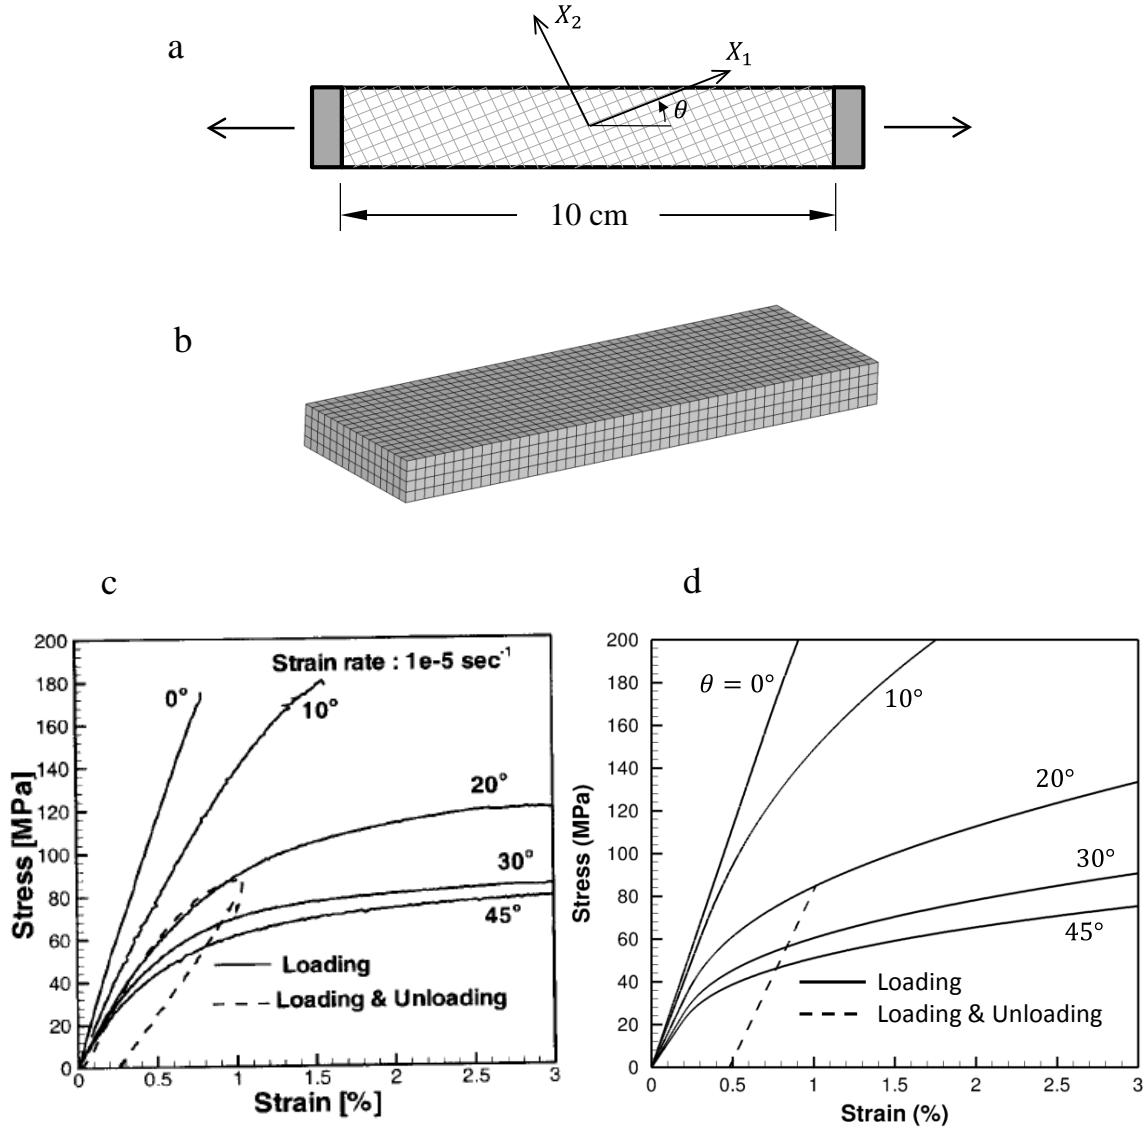 a
X₂
X₁
θ
10 cm
b
c
d
200
180
160
140
120
100
80
60
40
20
0
Stress [MPa]
Strain rate : 1e-5 sec⁻¹
0°
10°
20°
30°
45°
Loading
Loading & Unloading
0
0.5
1
1.5
2
2.5
3
Strain [%]
200
180
160
140
120
100
80
60
40
20
0
Stress (MPa)
θ = 0°
10°
20°
30°
45°
Loading
Loading & Unloading
0
0.5
1
1.5
2
2.5
3
Strain (%)